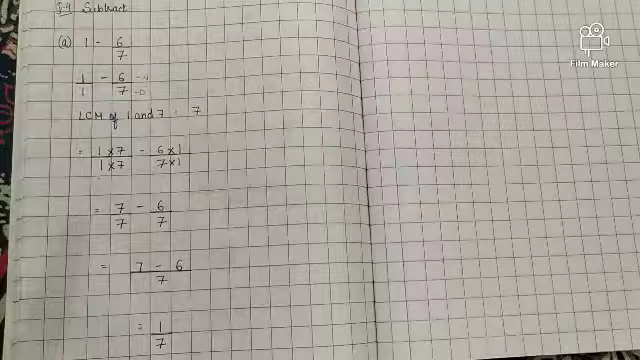 Q.4 Subtract
(a) 1 - 6/7
1/1 - 6/7 -N -D
LCM of 1 and 7 = 7
= 1×7/1×7 - 6×1/7×1
= 7/7 - 6/7
= 7 - 6/7
= 1/7
Film Maker